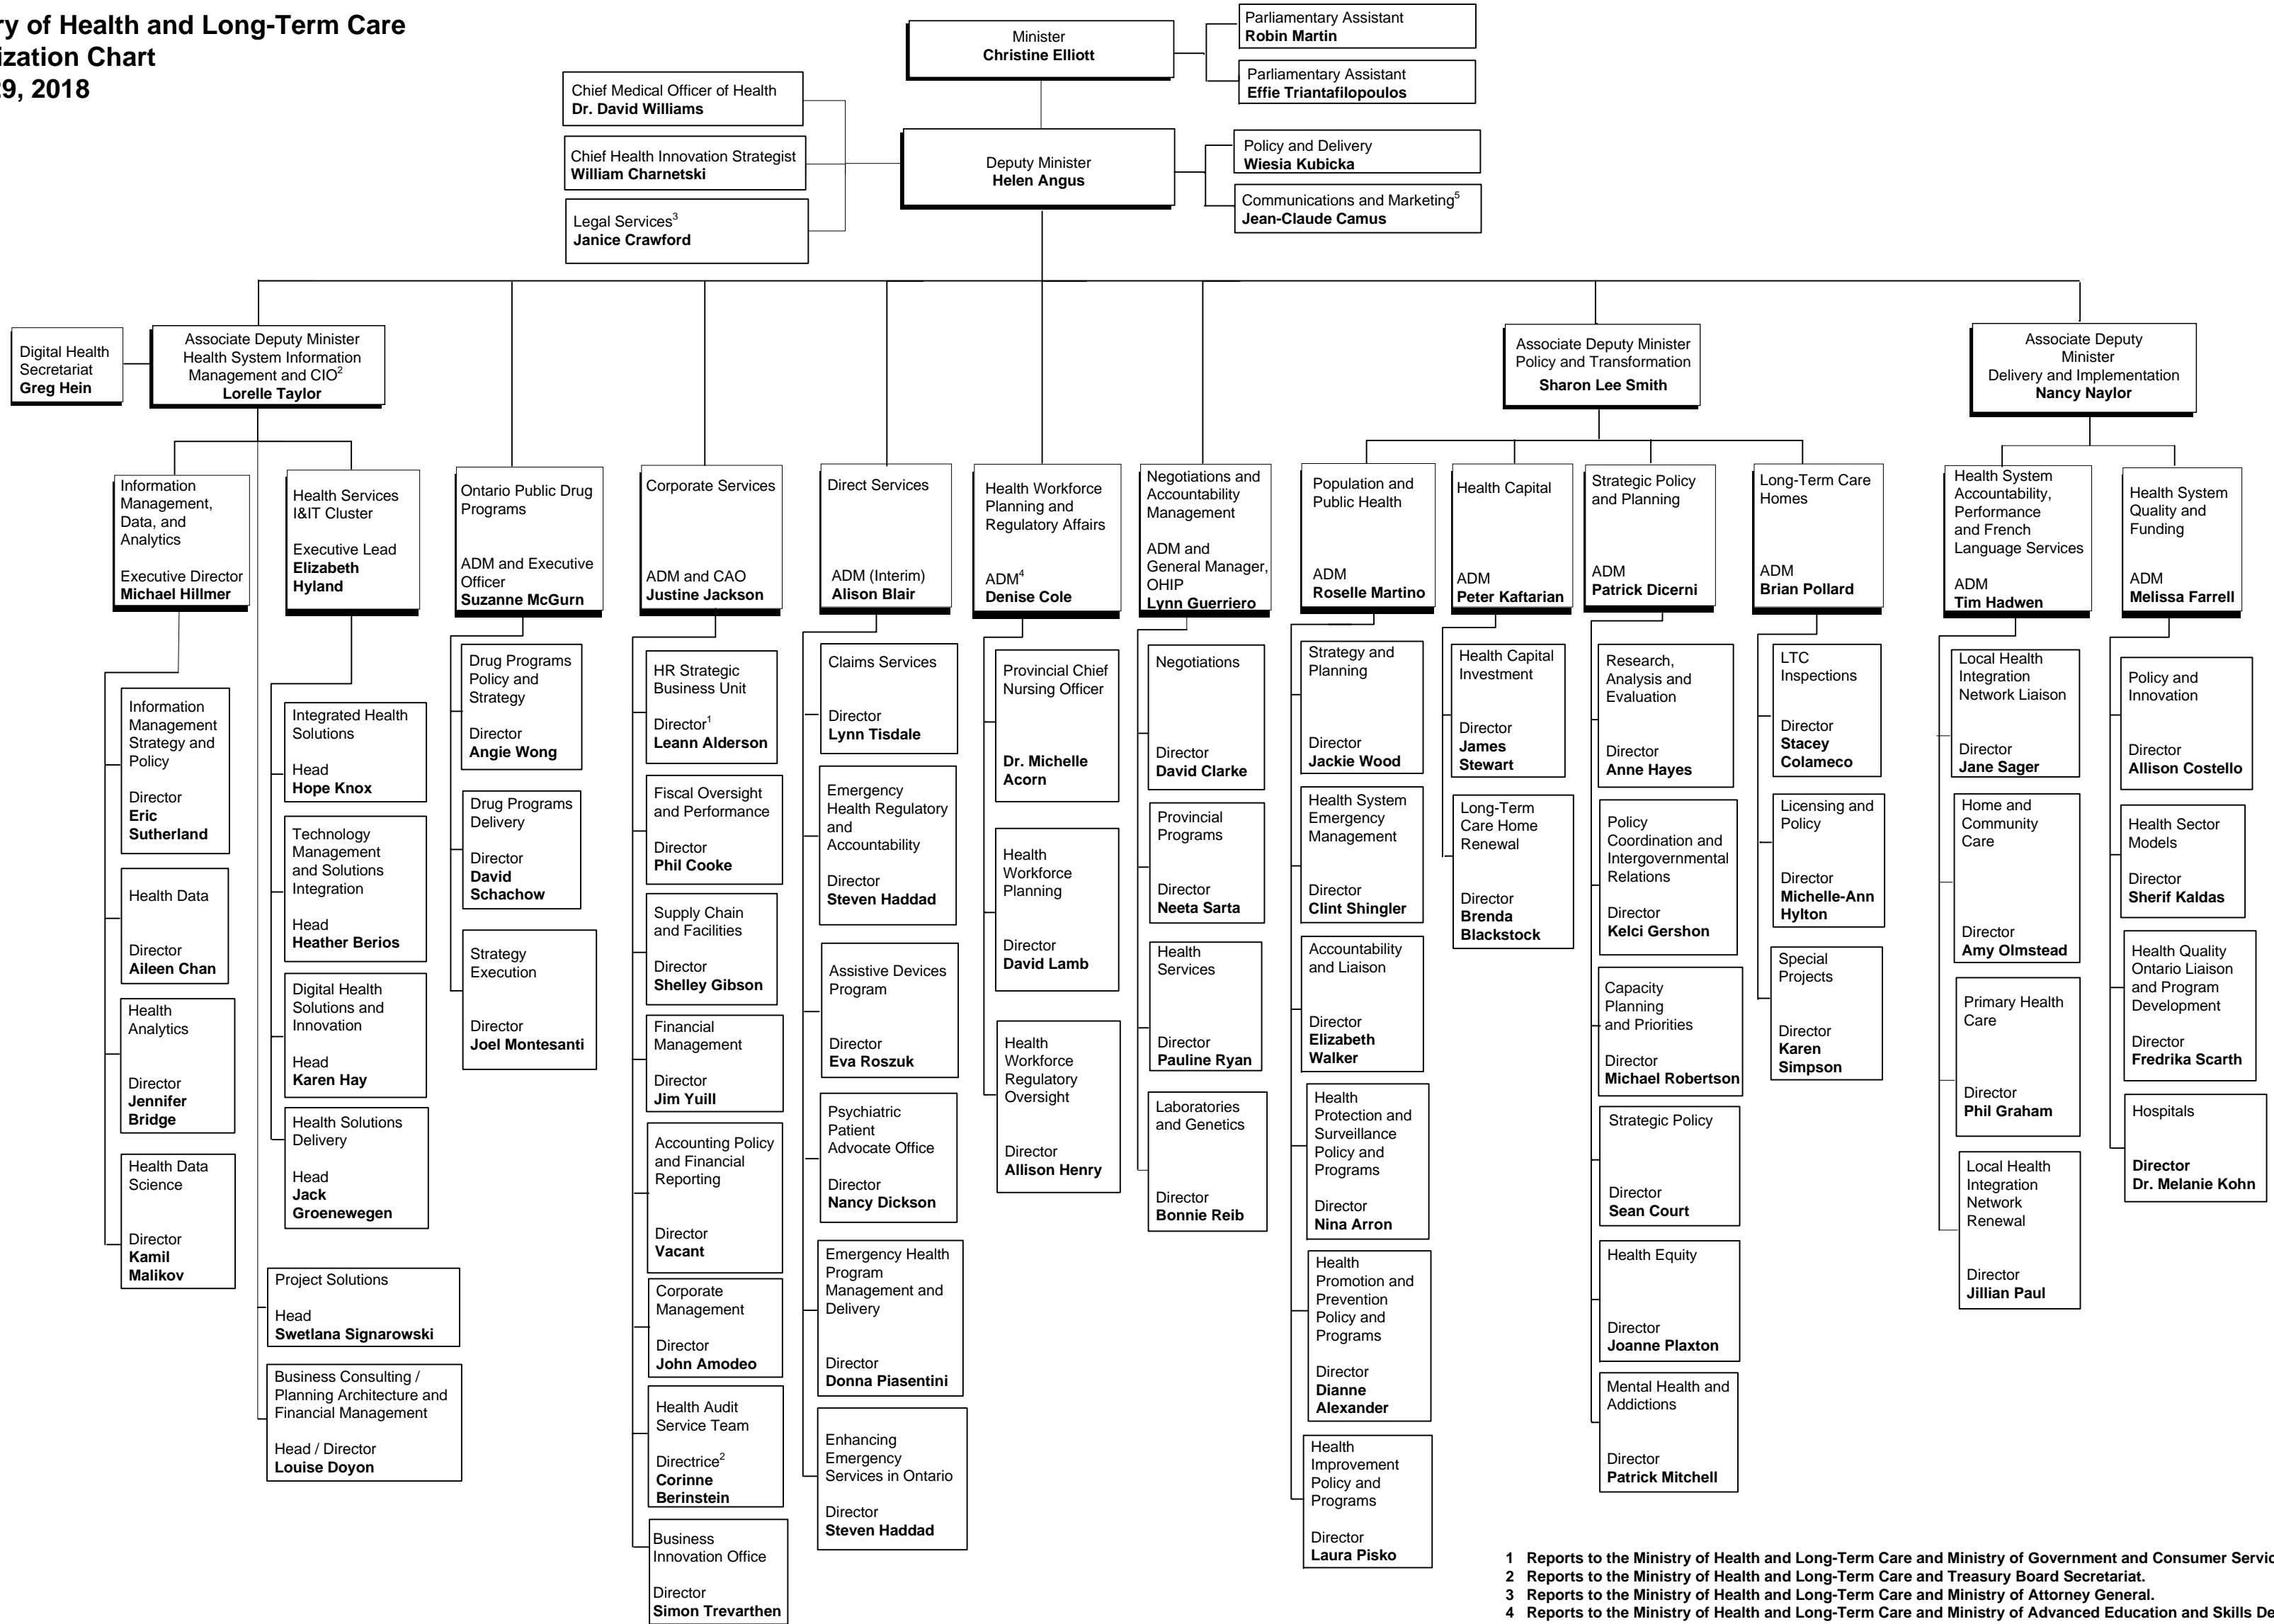 ry of Health and Long-Term Care
ization Chart
29, 2018
Minister
Christine Elliott
Parliamentary Assistant
Robin Martin
Parliamentary Assistant
Effie Triantafilopoulos
Chief Medical Officer of Health
Dr. David Williams
Chief Health Innovation Strategist
William Charnetski
Legal Services3
Janice Crawford
Deputy Minister
Helen Angus
Policy and Delivery
Wiesia Kubicka
Communications and Marketing5
Jean-Claude Camus
Digital Health
Secretariat
Greg Hein
Associate Deputy Minister
Health System Information
Management and CIO2
Lorelle Taylor
Associate Deputy Minister
Policy and Transformation
Sharon Lee Smith
Associate Deputy
Minister
Delivery and Implementation
Nancy Naylor
Information
Management,
Data, and
Analytics
Executive Director
Michael Hillmer
Health Services
I&IT Cluster
Executive Lead
Elizabeth
Hyland
Ontario Public Drug
Programs
ADM and Executive
Officer
Suzanne McGurn
Corporate Services
ADM and CAO
Justine Jackson
Direct Services
ADM (Interim)
Alison Blair
Health Workforce
Planning and
Regulatory Affairs
ADM4
Denise Cole
Negotiations and
Accountability
Management
ADM and
General Manager,
OHIP
Lynn Guerriero
Population and
Public Health
ADM
Roselle Martino
Health Capital
ADM
Peter Kaftarian
Strategic Policy
and Planning
ADM
Patrick Dicerni
Long-Term Care
Homes
ADM
Brian Pollard
Health System
Accountability,
Performance
and French
Language Services
ADM
Tim Hadwen
Health System
Quality and
Funding
ADM
Melissa Farrell
Information
Management
Strategy and
Policy
Director
Eric
Sutherland
Health Data
Director
Aileen Chan
Health
Analytics
Director
Jennifer
Bridge
Health Data
Science
Director
Kamil
Malikov
Integrated Health
Solutions
Head
Hope Knox
Technology
Management
and Solutions
Integration
Head
Heather Berios
Digital Health
Solutions and
Innovation
Head
Karen Hay
Health Solutions
Delivery
Head
Jack
Groenewegen
Project Solutions
Head
Swetlana Signarowski
Business Consulting /
Planning Architecture and
Financial Management
Head / Director
Louise Doyon
Drug Programs
Policy and
Strategy
Director
Angie Wong
Drug Programs
Delivery
Director
David
Schachow
Strategy
Execution
Director
Joel Montesanti
HR Strategic
Business Unit
Director1
Leann Alderson
Fiscal Oversight
and Performance
Director
Phil Cooke
Supply Chain
and Facilities
Director
Shelley Gibson
Financial
Management
Director
Jim Yuill
Accounting Policy
and Financial
Reporting
Director
Vacant
Corporate
Management
Director
John Amodeo
Health Audit
Service Team
Directrice2
Corinne
Berinstein
Business
Innovation Office
Director
Simon Trevarthen
Claims Services
Director
Lynn Tisdale
Emergency
Health Regulatory
and
Accountability
Director
Steven Haddad
Assistive Devices
Program
Director
Eva Roszuk
Psychiatric
Patient
Advocate Office
Director
Nancy Dickson
Emergency Health
Program
Management and
Delivery
Director
Donna Piasentini
Enhancing
Emergency
Services in Ontario
Director
Steven Haddad
Provincial Chief
Nursing Officer
Dr. Michelle
Acorn
Health
Workforce
Planning
Director
David Lamb
Health
Workforce
Regulatory
Oversight
Director
Allison Henry
Negotiations
Director
David Clarke
Provincial
Programs
Director
Neeta Sarta
Health
Services
Director
Pauline Ryan
Laboratories
and Genetics
Director
Bonnie Reib
Strategy and
Planning
Director
Jackie Wood
Health System
Emergency
Management
Director
Clint Shingler
Accountability
and Liaison
Director
Elizabeth
Walker
Health
Protection and
Surveillance
Policy and
Programs
Director
Nina Arron
Health
Promotion and
Prevention
Policy and
Programs
Director
Dianne
Alexander
Health
Improvement
Policy and
Programs
Director
Laura Pisko
Health Capital
Investment
Director
James
Stewart
Long-Term
Care Home
Renewal
Director
Brenda
Blackstock
Research,
Analysis and
Evaluation
Director
Anne Hayes
Policy
Coordination and
Intergovernmental
Relations
Director
Kelci Gershon
Capacity
Planning
and Priorities
Director
Michael Robertson
Strategic Policy
Director
Sean Court
Health Equity
Director
Joanne Plaxton
Mental Health and
Addictions
Director
Patrick Mitchell
LTC
Inspections
Director
Stacey
Colameco
Licensing and
Policy
Director
Michelle-Ann
Hylton
Special
Projects
Director
Karen
Simpson
Local Health
Integration
Network Liaison
Director
Jane Sager
Home and
Community
Care
Director
Amy Olmstead
Primary Health
Care
Director
Phil Graham
Local Health
Integration
Network
Renewal
Director
Jillian Paul
Policy and
Innovation
Director
Allison Costello
Health Sector
Models
Director
Sherif Kaldas
Health Quality
Ontario Liaison
and Program
Development
Director
Fredrika Scarth
Hospitals
Director
Dr. Melanie Kohn
1 Reports to the Ministry of Health and Long-Term Care and Ministry of Government and Consumer Servic
2 Reports to the Ministry of Health and Long-Term Care and Treasury Board Secretariat.
3 Reports to the Ministry of Health and Long-Term Care and Ministry of Attorney General.
4 Reports to the Ministry of Health and Long-Term Care and Ministry of Advanced Education and Skills De